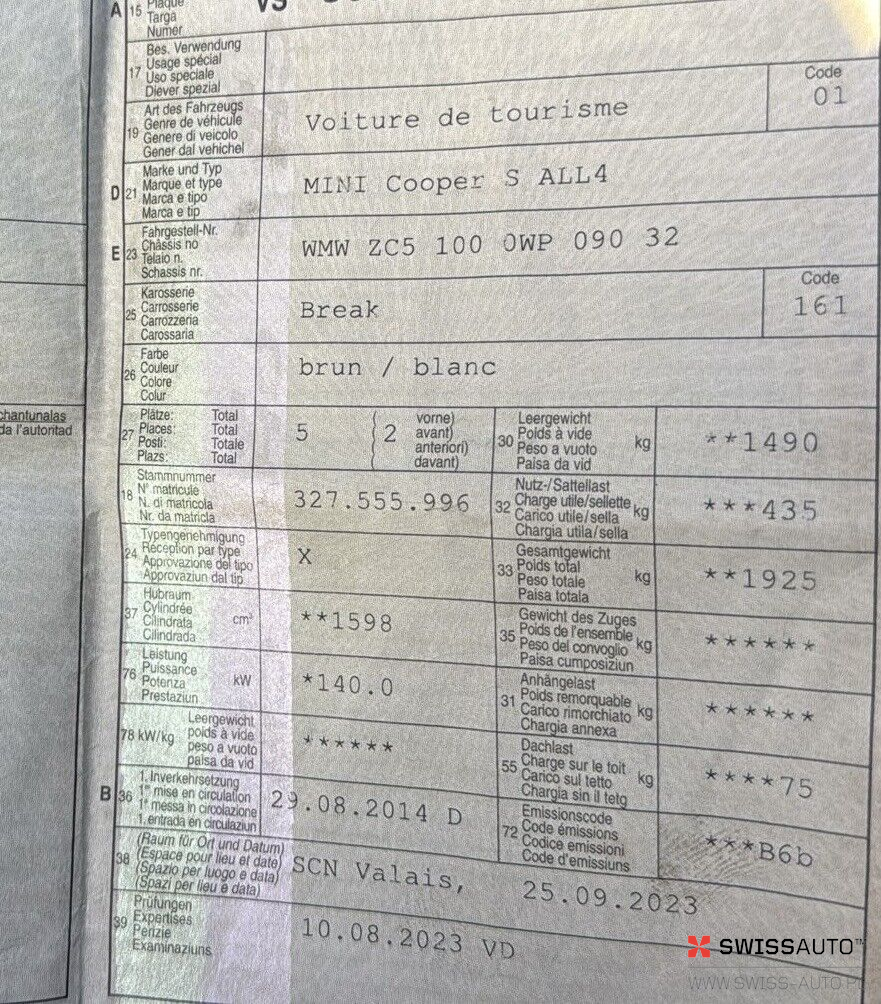 A 15 Plaque
Targa
Numer
VS
17 Bes. Verwendung
Usage spécial
Uso speciale
Diever spezial
19 Art des Fahrzeugs
Genre de véhicule
Genere di veicolo
Gener dal vehichel
Voiture de tourisme
Code
01
D 21 Marke und Typ
Marque et type
Marca e tipo
Marca e tip
MINI Cooper S ALL4
E 23 Fahrgestell-Nr.
Châssis no
Telaio n.
Schassis nr.
WMW ZC5 100 0WP 090 32
25 Karosserie
Carrosserie
Carrozzeria
Carossaria
Break
Code
161
26 Farbe
Couleur
Colore
Colur
brun / blanc
chantunalas
da l'autoritad
27 Plätze: Total
Places: Total
Posti: Totale
Plazs: Total
5
( 2 vorne)
avant)
anteriori)
davant)
30 Leergewicht
Poids à vide
Peso a vuoto
Paisa da vid
kg
**1490
18 Stammnummer
N° matricule
N. di matricola
Nr. da matricla
327.555.996
32 Nutz-/Sattellast
Charge utile/sellette
Carico utile/sella
Chargia utila/sella
kg
***435
24 Typengenehmigung
Réception par type
Approvazione del tipo
Approvaziun dal tip
X
33 Gesamtgewicht
Poids total
Peso totale
Paisa totala
kg
**1925
37 Hubraum
Cylindrée
Cilindrata
Cilindrada
cm³
**1598
35 Gewicht des Zuges
Poids de l'ensemble
Peso del convoglio
Paisa cumposiziun
kg
******
76 Leistung
Puissance
Potenza
Prestaziun
kW
*140.0
31 Anhängelast
Poids remorquable
Carico rimorchiato
Chargia annexa
kg
******
78 kW/kg Leergewicht
poids à vide
peso a vuoto
paisa da vid
******
55 Dachlast
Charge sur le toit
Carico sul tetto
Chargia sin il tetg
kg
****75
B 36 1. Inverkehrsetzung
1re mise en circulation
1a messa in circolazione
1. entrada en circulaziun
29.08.2014 D
72 Emissionscode
Code émissions
Codice emissioni
Code d'emissiuns
***B6b
38 (Raum für Ort und Datum)
(Espace pour lieu et date)
(Spazio per luogo e data)
(Spazi per lieu e data)
SCN Valais, 25.09.2023
39 Prüfungen
Expertises
Perizie
Examinaziuns
10.08.2023 VD
SWISSAUTO™
WWW.SWISS-AUTO.P